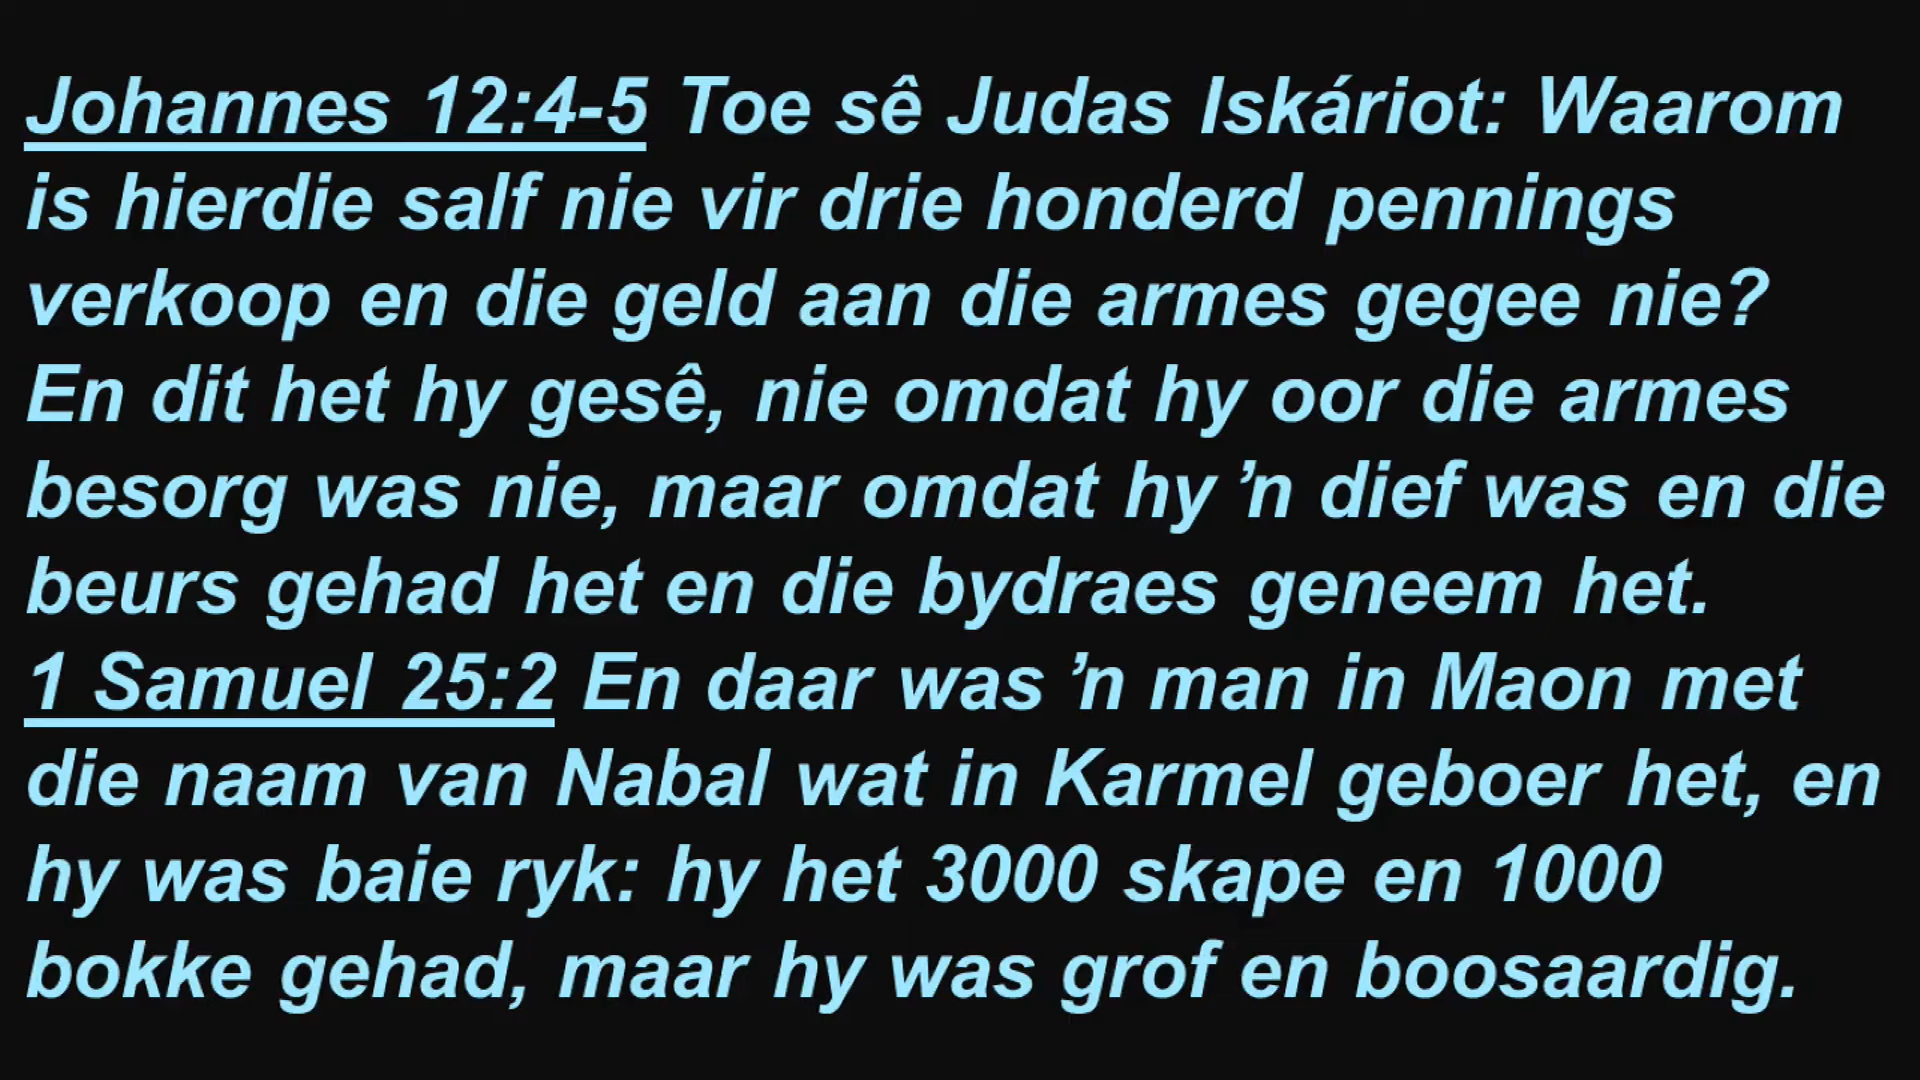 Johannes 12:4-5 Toe sê Judas Iskáriot: Waarom
is hierdie salf nie vir drie honderd pennings
verkoop en die geld aan die armes gegee nie?
En dit het hy gesê, nie omdat hy oor die armes
besorg was nie, maar omdat hy ’n dief was en die
beurs gehad het en die bydraes geneem het.
1 Samuel 25:2 En daar was ’n man in Maon met
die naam van Nabal wat in Karmel geboer het, en
hy was baie ryk: hy het 3000 skape en 1000
bokke gehad, maar hy was grof en boosaardig.